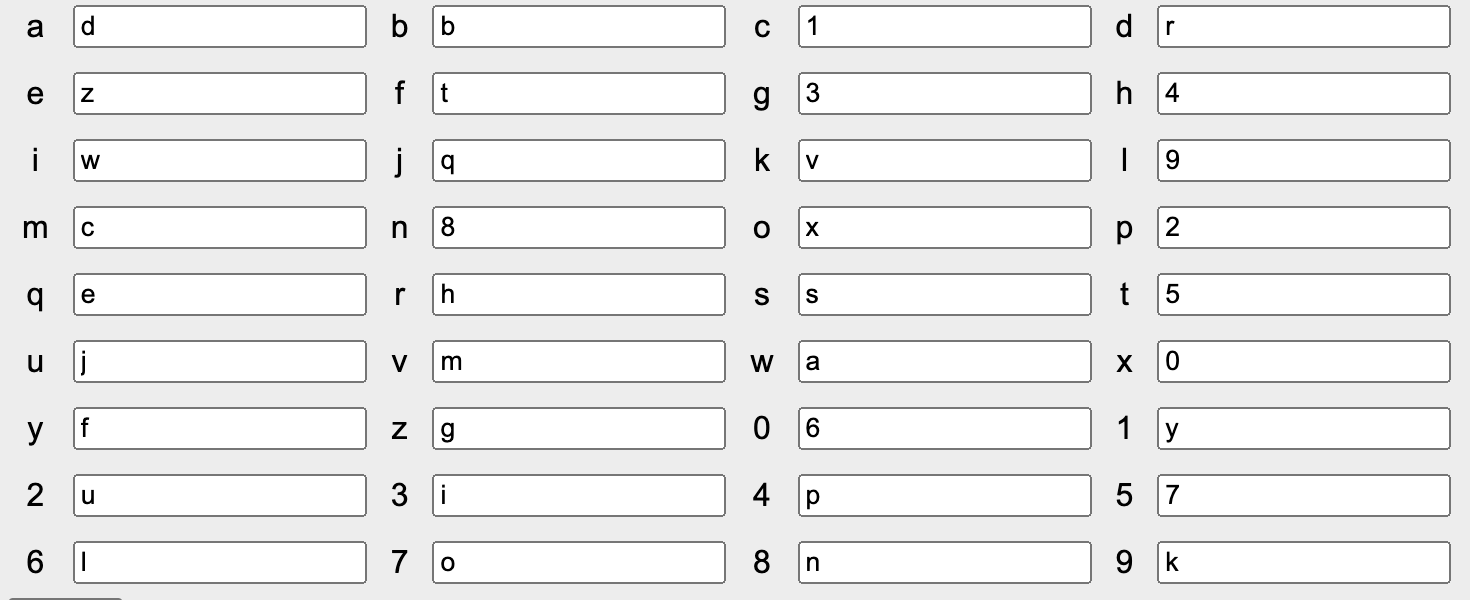 a d b b c 1 d r
e z f t g 3 h 4
i w j q k v l 9
m c n 8 o x p 2
q e r h s s t 5
u j v m w a x 0
y f z g 0 6 1 y
2 u 3 i 4 p 5 7
6 l 7 o 8 n 9 k